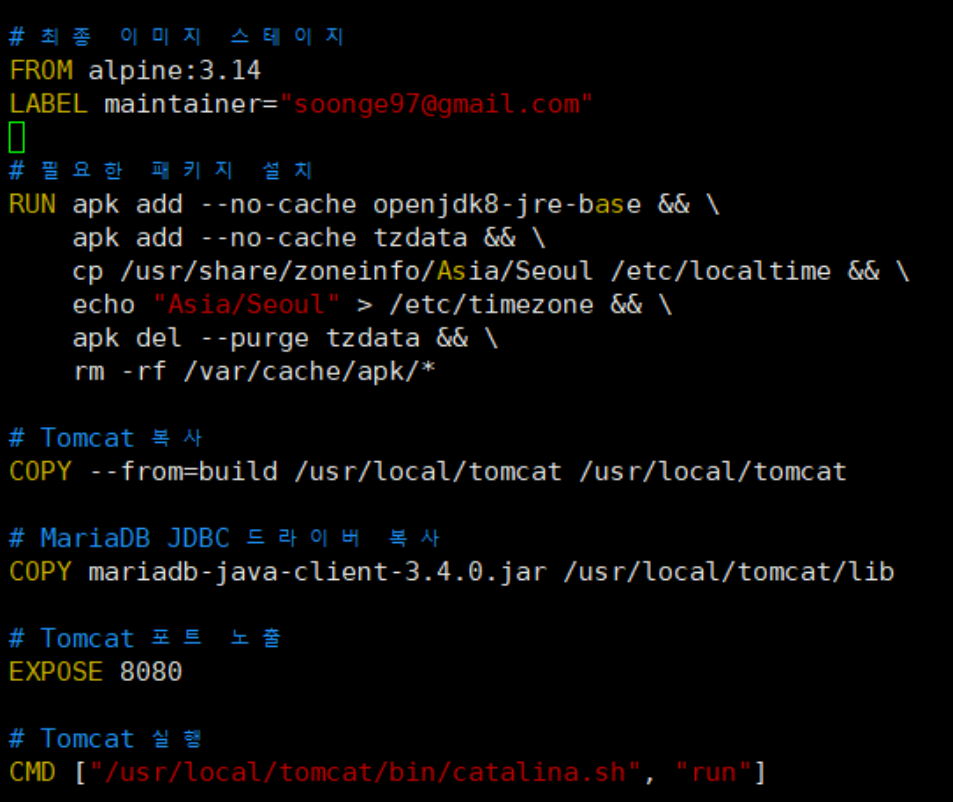 # 최종 이미지 스테이지
FROM alpine:3.14
LABEL maintainer="soonge97@gmail.com"
# 필요한 패키지 설치
RUN apk add --no-cache openjdk8-jre-base && \
    apk add --no-cache tzdata && \
    cp /usr/share/zoneinfo/Asia/Seoul /etc/localtime && \
    echo "Asia/Seoul" > /etc/timezone && \
    apk del --purge tzdata && \
    rm -rf /var/cache/apk/*
# Tomcat 복사
COPY --from=build /usr/local/tomcat /usr/local/tomcat
# MariaDB JDBC 드라이버 복사
COPY mariadb-java-client-3.4.0.jar /usr/local/tomcat/lib
# Tomcat 포트 노출
EXPOSE 8080
# Tomcat 실행
CMD ["/usr/local/tomcat/bin/catalina.sh", "run"]